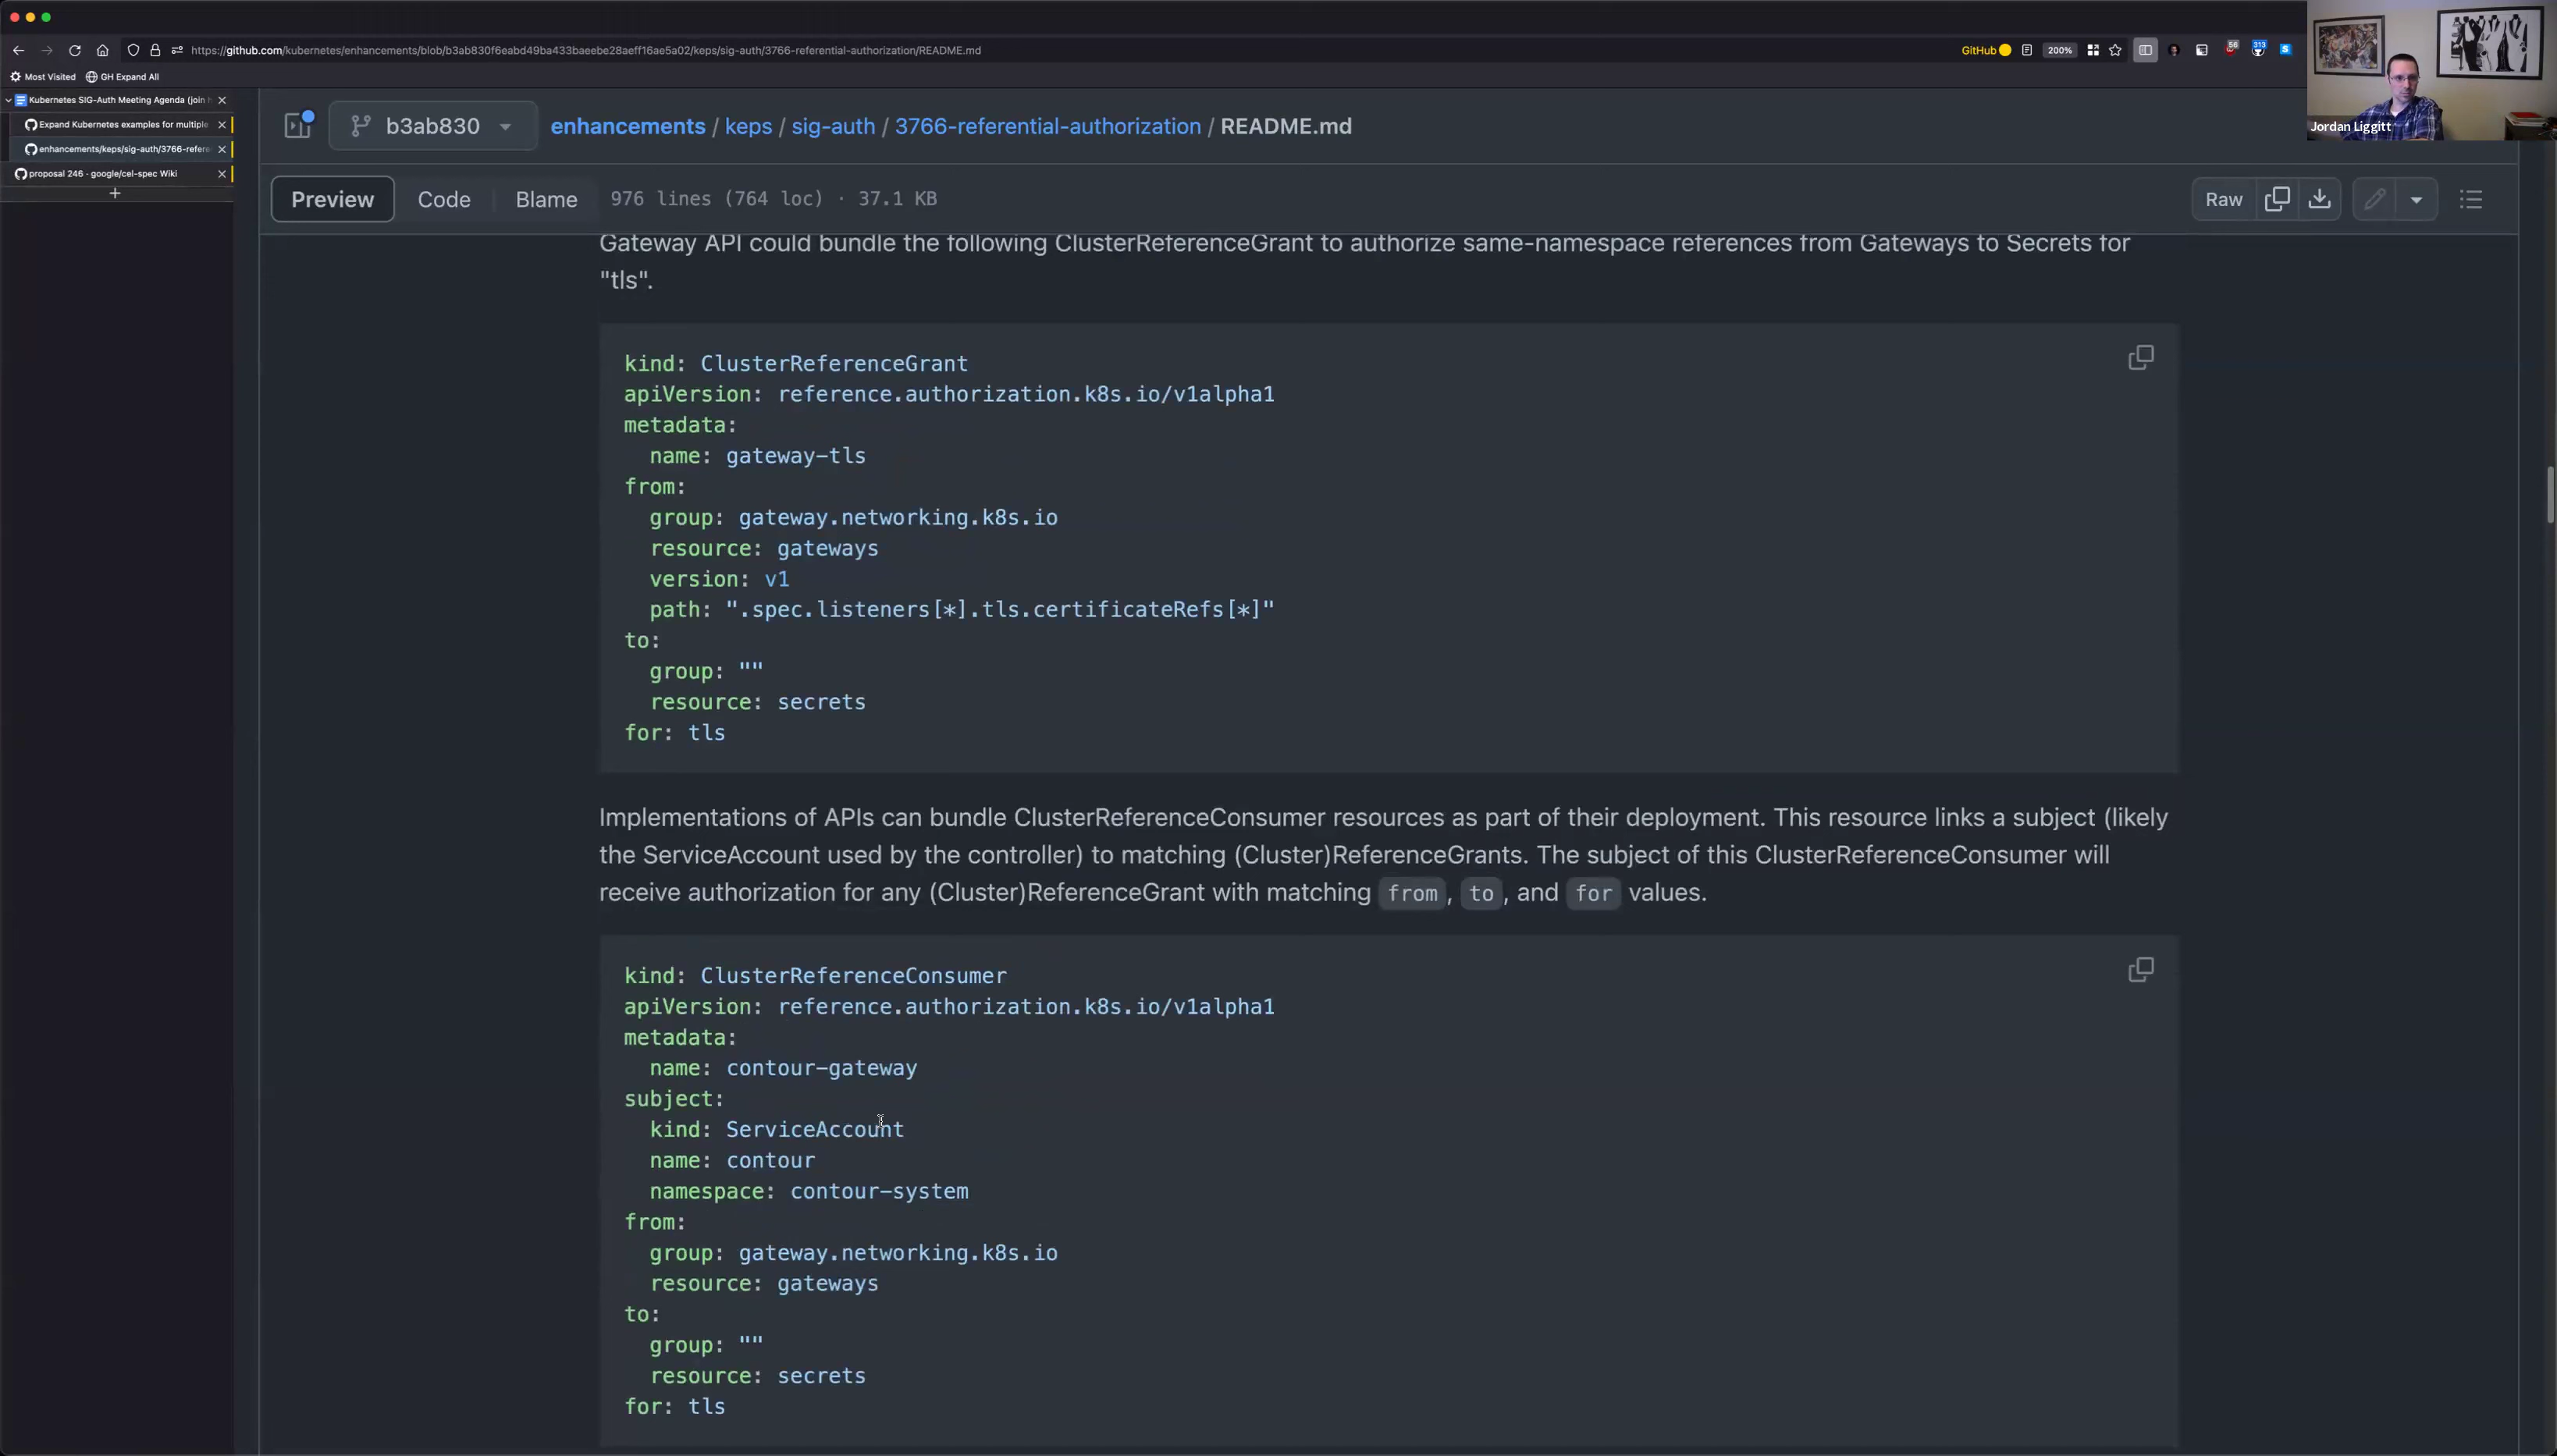 https://github.com/kubernetes/enhancements/blob/b3ab830f6eabd49ba433baeebe28aeff16ae5a02/keps/sig-auth/3766-referential-authorization/README.md
GitHub
200%
56
313
S
Most Visited
GH Expand All
Kubernetes SIG-Auth Meeting Agenda (join
Expand Kubernetes examples for multiple
enhancements/keps/sig-auth/3766-refere
proposal 246 · google/cel-spec Wiki
Jordan Liggitt
b3ab830
enhancements / keps / sig-auth / 3766-referential-authorization / README.md
Preview
Code
Blame
976 lines (764 loc) · 37.1 KB
Raw
Gateway API could bundle the following ClusterReferenceGrant to authorize same-namespace references from Gateways to Secrets for
"tls".
kind: ClusterReferenceGrant
apiVersion: reference.authorization.k8s.io/v1alpha1
metadata:
  name: gateway-tls
from:
  group: gateway.networking.k8s.io
  resource: gateways
  version: v1
  path: ".spec.listeners[*].tls.certificateRefs[*]"
to:
  group: ""
  resource: secrets
for: tls
Implementations of APIs can bundle ClusterReferenceConsumer resources as part of their deployment. This resource links a subject (likely
the ServiceAccount used by the controller) to matching (Cluster)ReferenceGrants. The subject of this ClusterReferenceConsumer will
receive authorization for any (Cluster)ReferenceGrant with matching from, to, and for values.
kind: ClusterReferenceConsumer
apiVersion: reference.authorization.k8s.io/v1alpha1
metadata:
  name: contour-gateway
subject:
  kind: ServiceAccount
  name: contour
  namespace: contour-system
from:
  group: gateway.networking.k8s.io
  resource: gateways
to:
  group: ""
  resource: secrets
for: tls